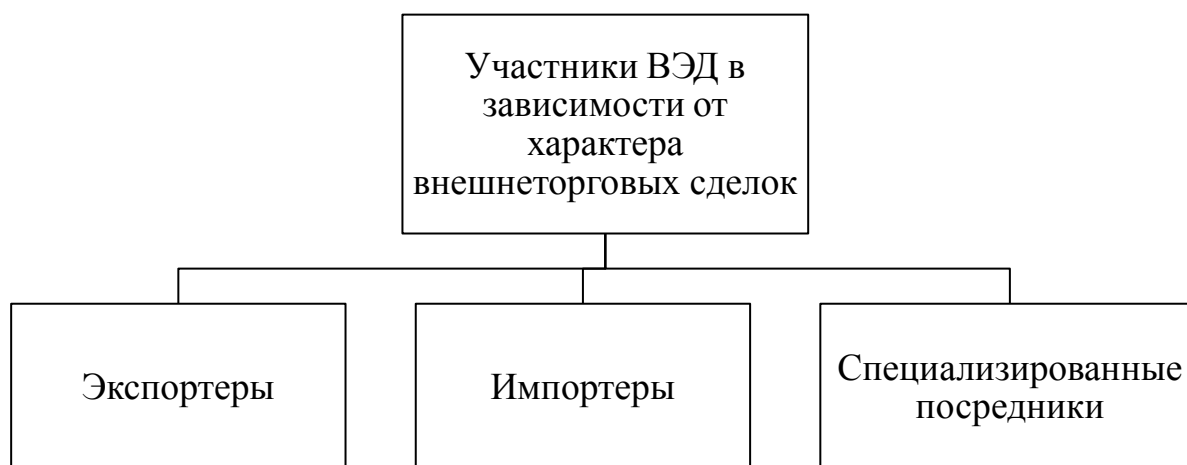 Участники ВЭД в
зависимости от
характера
внешнеторговых сделок
Экспортеры
Импортеры
Специализированные
посредники